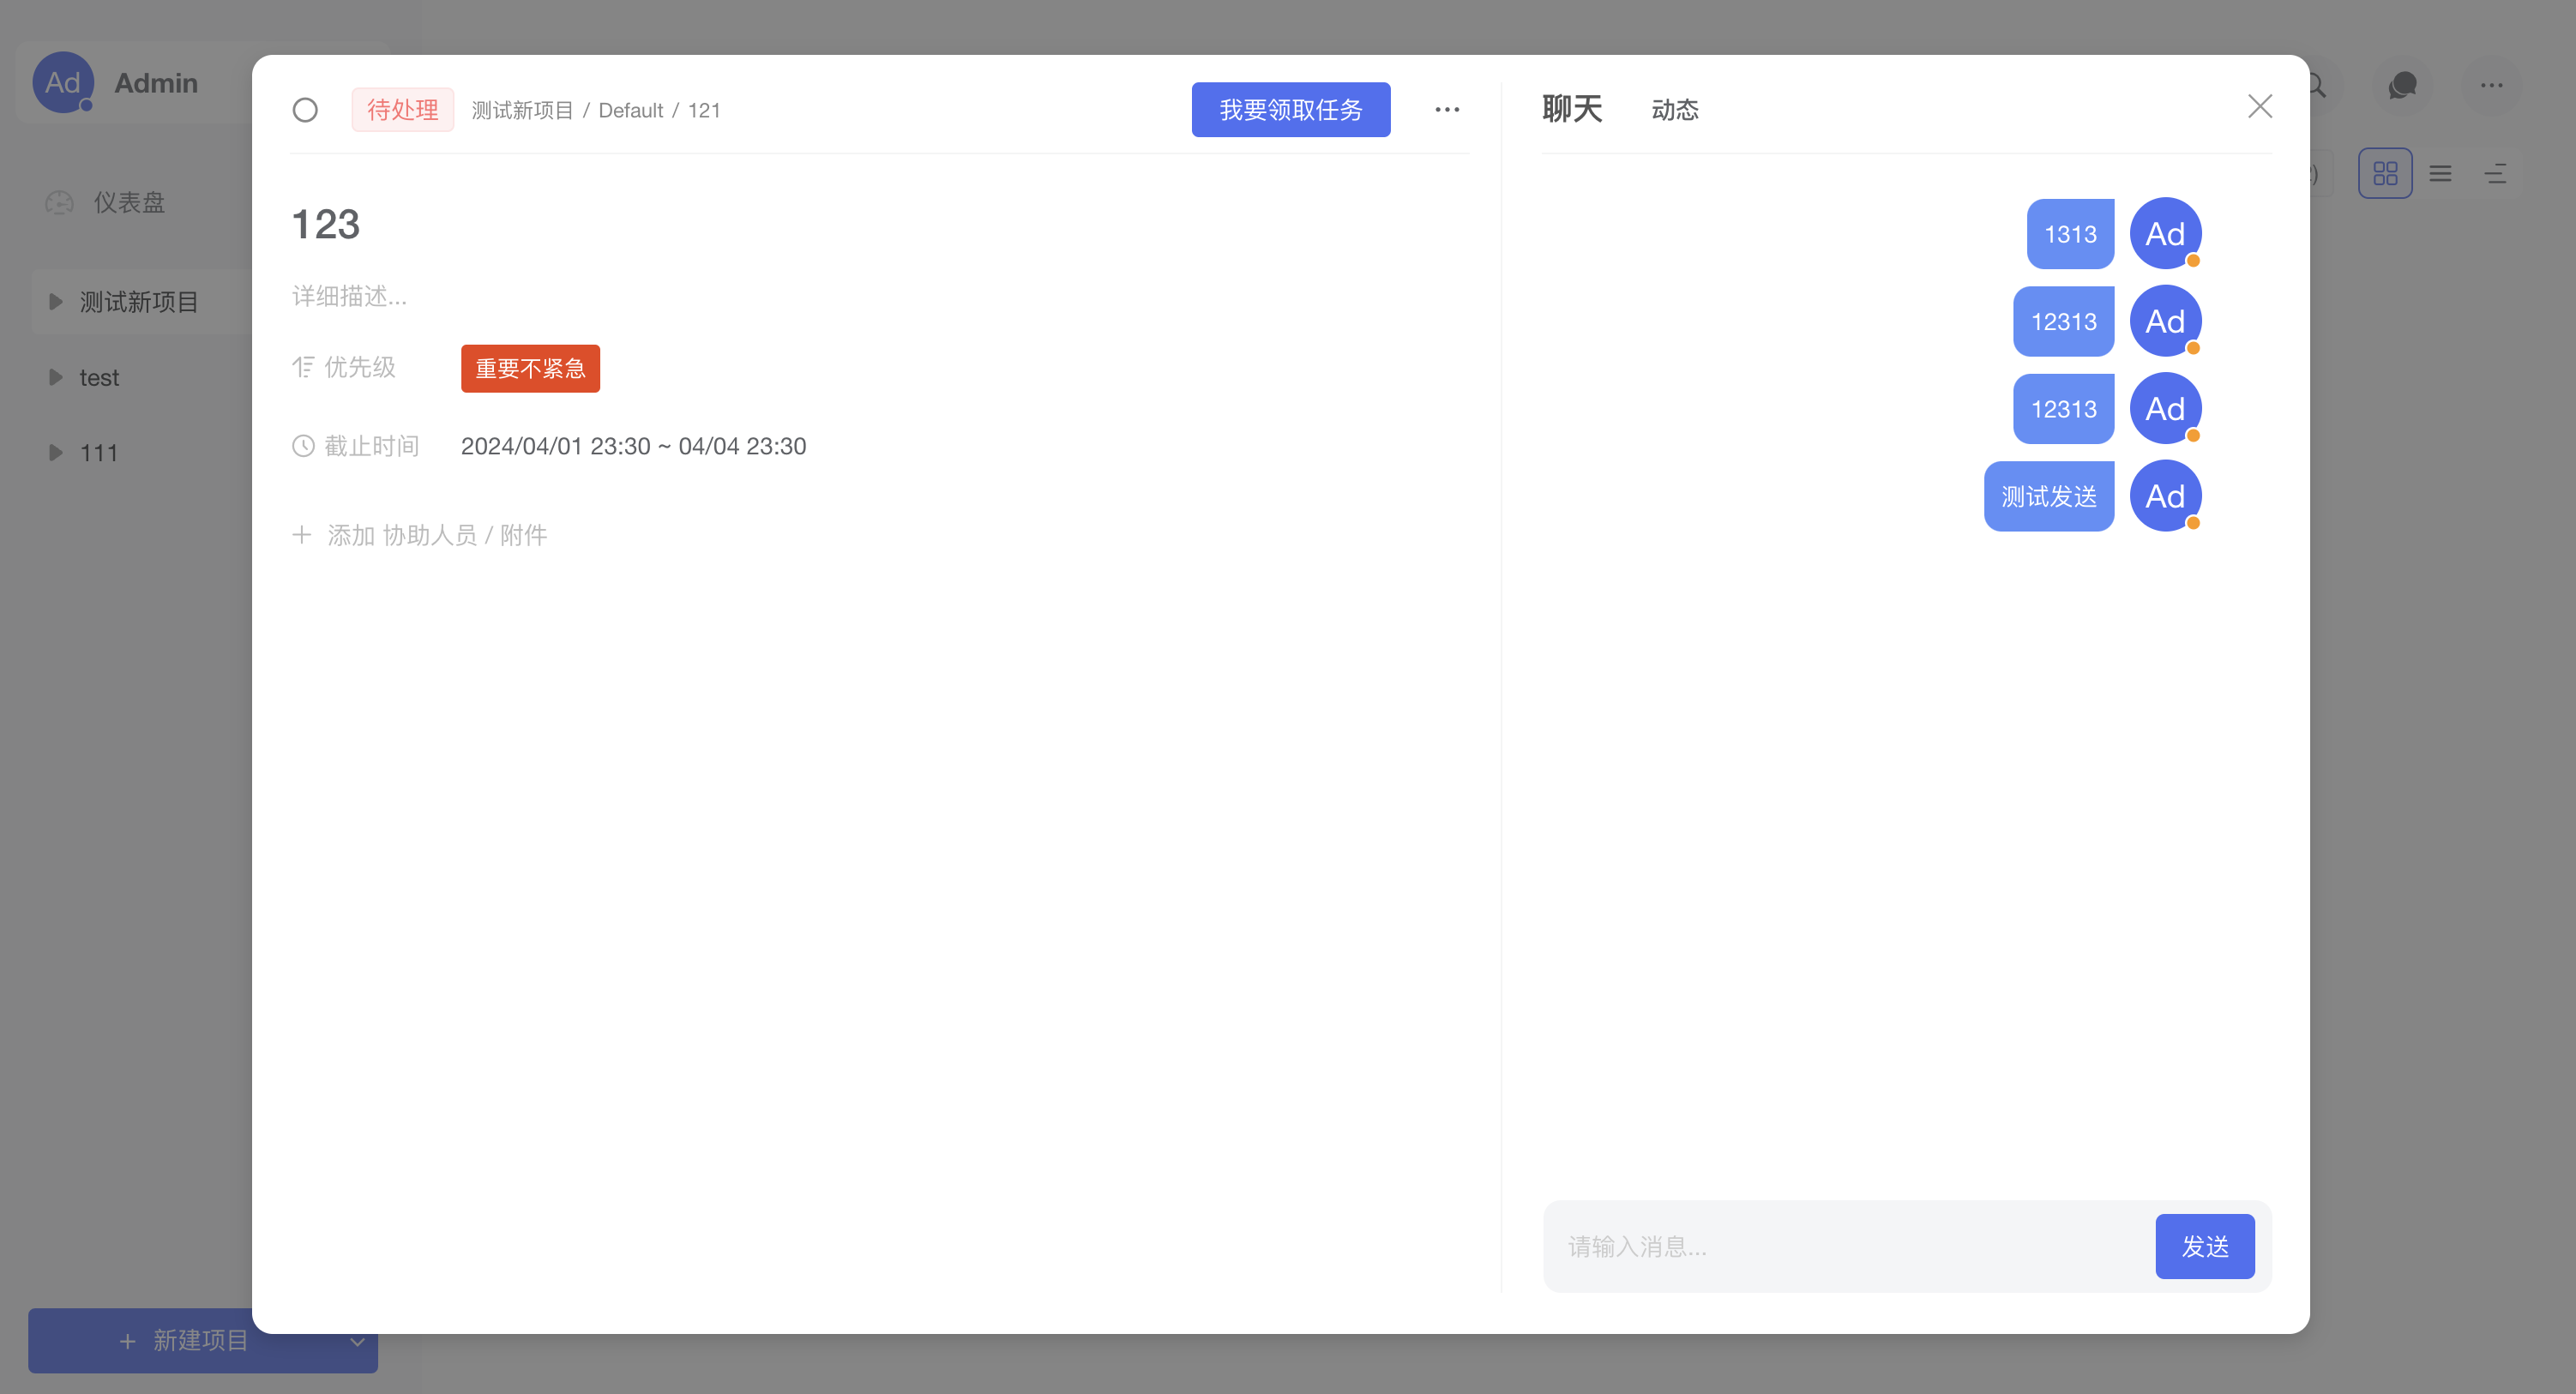 Ad Admin
仪表盘
测试新项目
test
111
+ 新建项目
待处理 测试新项目 / Default / 121 我要领取任务 ...
123
详细描述...
优先级 重要不紧急
截止时间 2024/04/01 23:30 ~ 04/04 23:30
+ 添加 协助人员 / 附件
聊天 动态
1313 Ad
12313 Ad
12313 Ad
测试发送 Ad
请输入消息... 发送